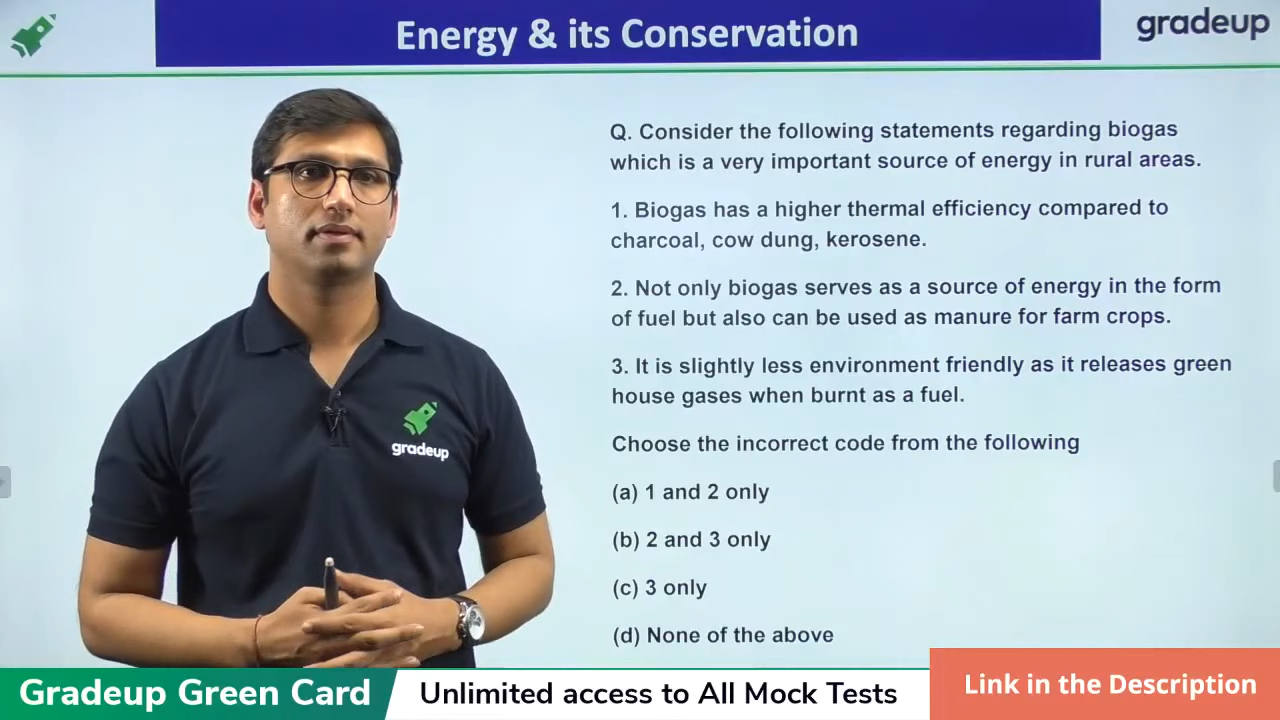 Energy & its Conservation
gradeup
Q. Consider the following statements regarding biogas
which is a very important source of energy in rural areas.
1. Biogas has a higher thermal efficiency compared to
charcoal, cow dung, kerosene.
2. Not only biogas serves as a source of energy in the form
of fuel but also can be used as manure for farm crops.
3. It is slightly less environment friendly as it releases green
house gases when burnt as a fuel.
Choose the incorrect code from the following
(a) 1 and 2 only
(b) 2 and 3 only
(c) 3 only
(d) None of the above
gradeup
Gradeup Green Card
Unlimited access to All Mock Tests
Link in the Description